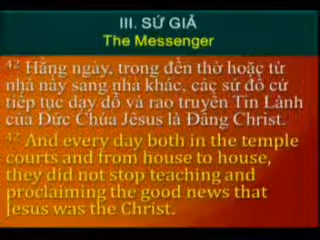 III. SỨ GIẢ
The Messenger
42 Hằng ngày, trong đền thờ hoặc từ
nhà này sang nhà khác, các sứ đồ cứ
tiếp tục dạy dỗ và rao truyền Tin Lành
của Đức Chúa Jêsus là Đấng Christ.
42 And every day both in the temple
courts and from house to house,
they did not stop teaching and
proclaiming the good news that
Jesus was the Christ.